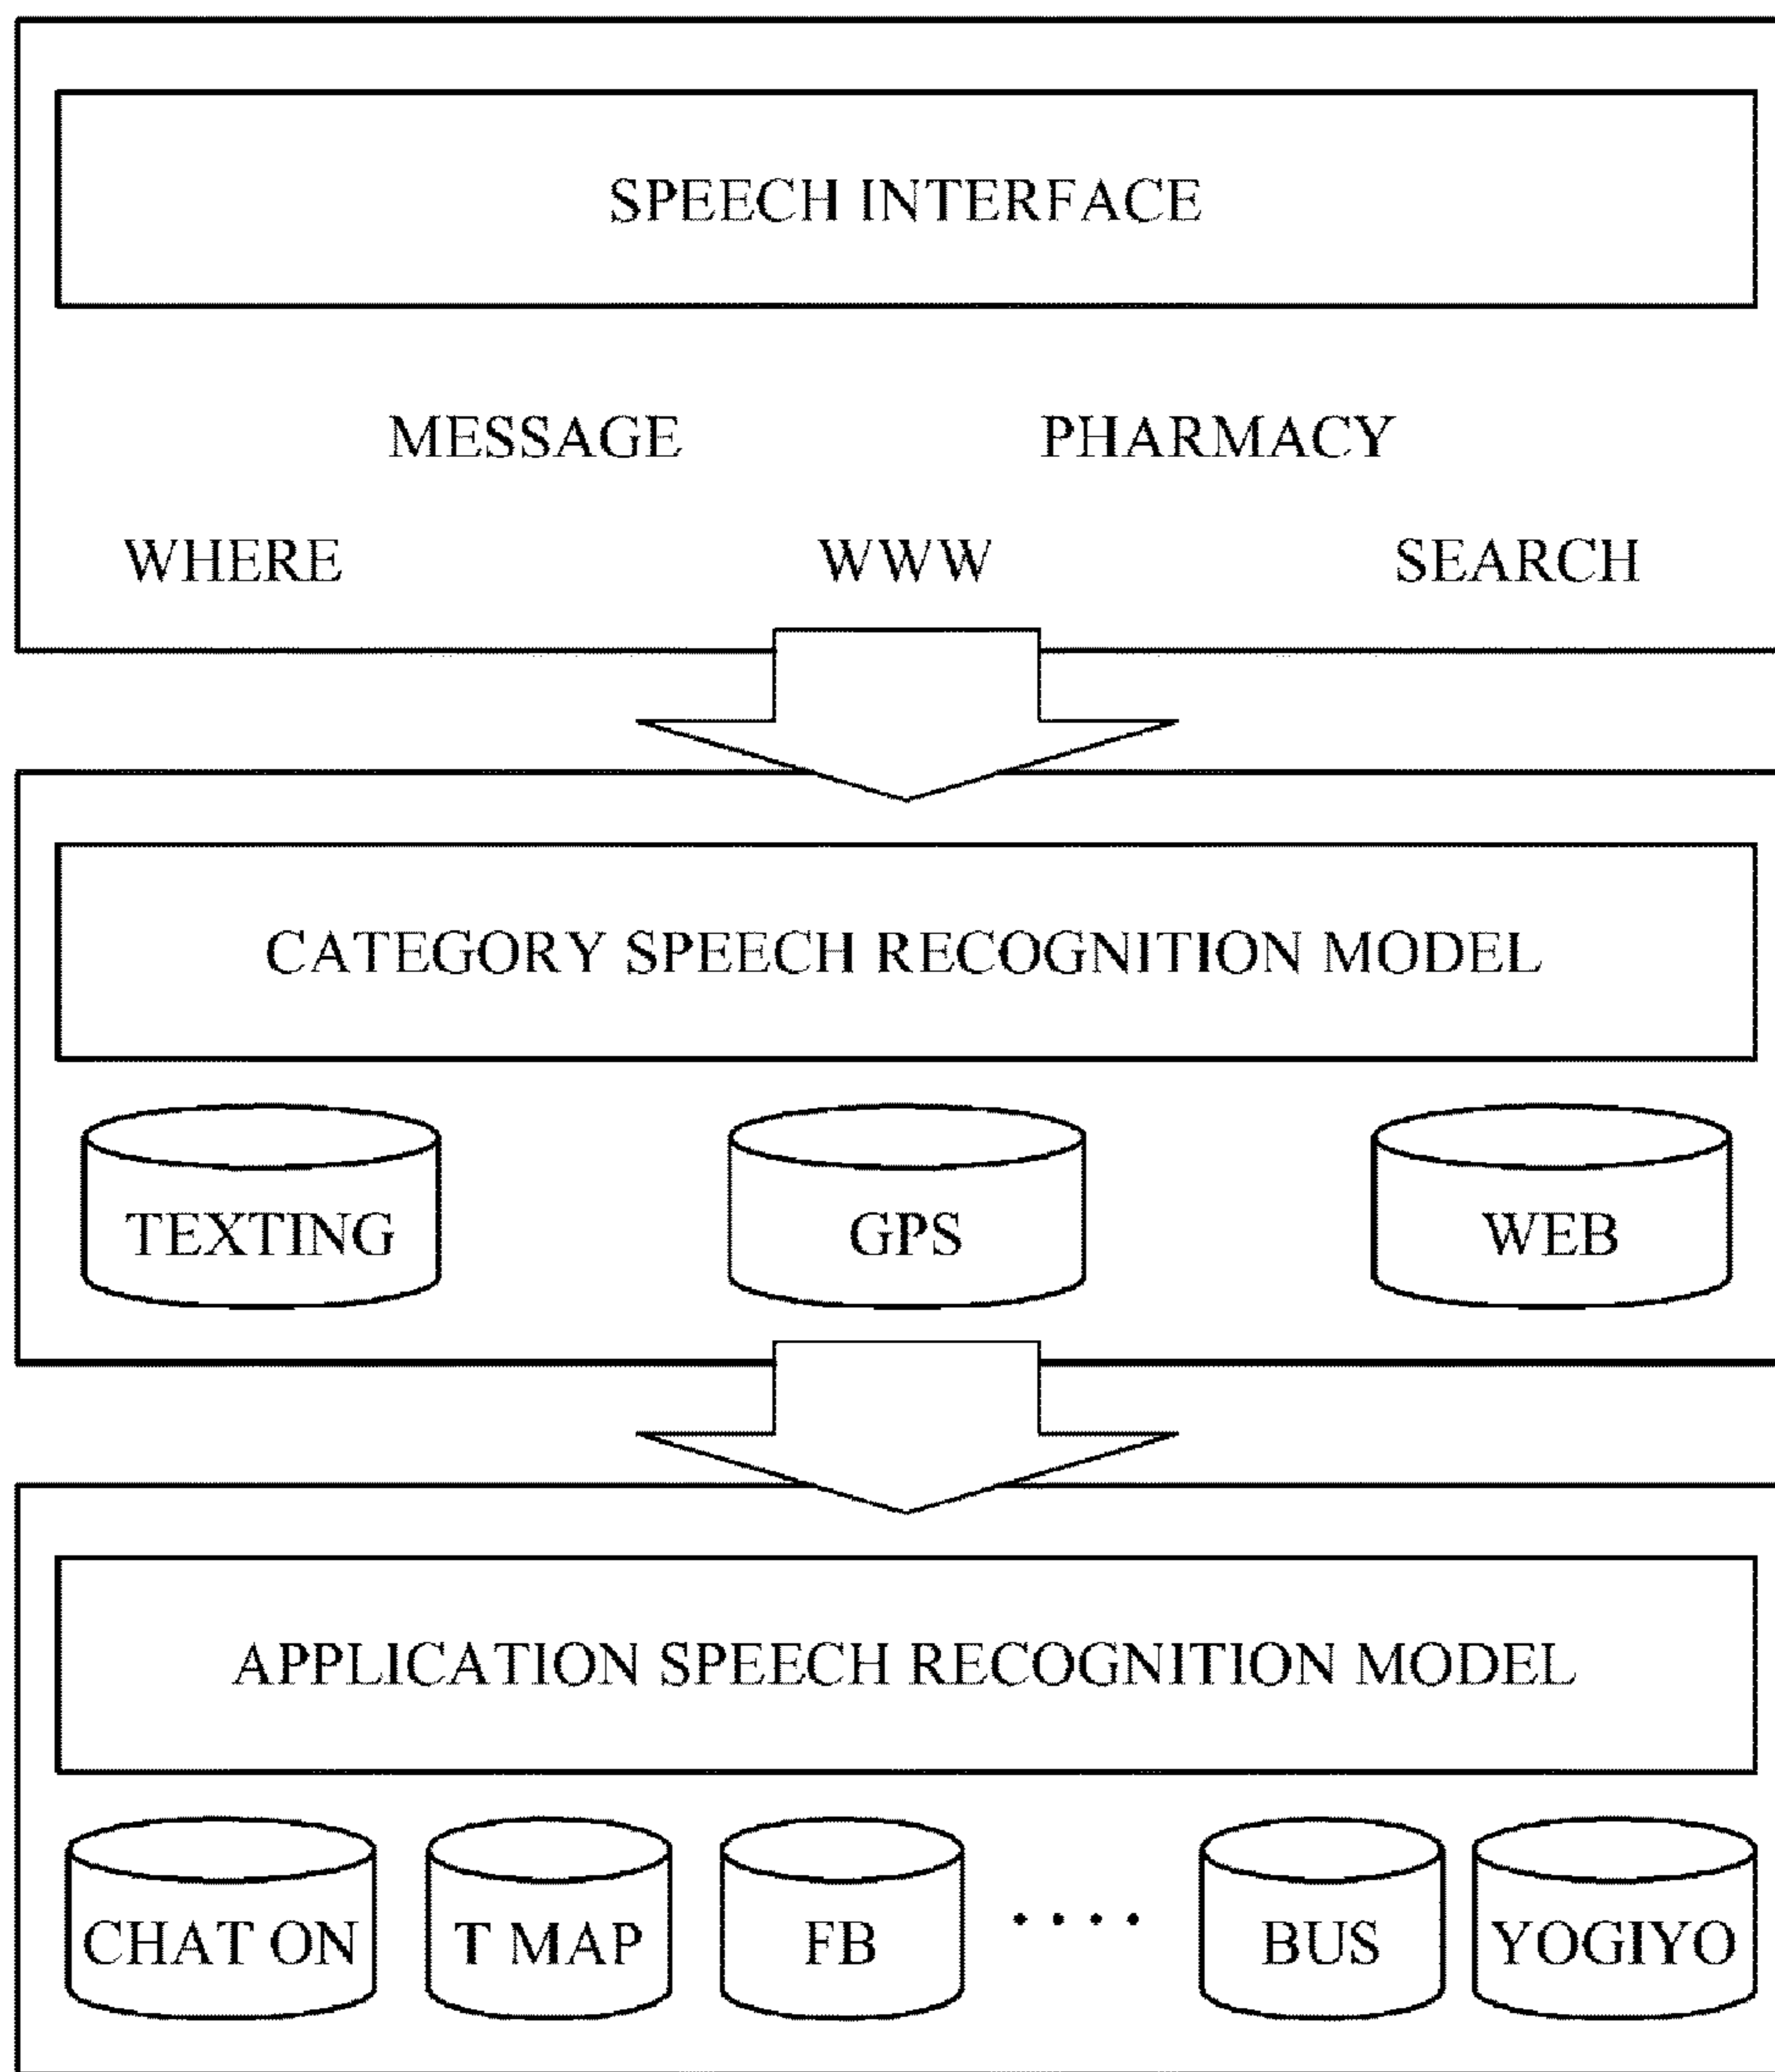 SPEECH INTERFACE
MESSAGE PHARMACY
WHERE WWW SEARCH
CATEGORY SPEECH RECOGNITION MODEL
TEXTING GPS WEB
APPLICATION SPEECH RECOGNITION MODEL
CHAT ON T MAP FB .... BUS YOGIYO